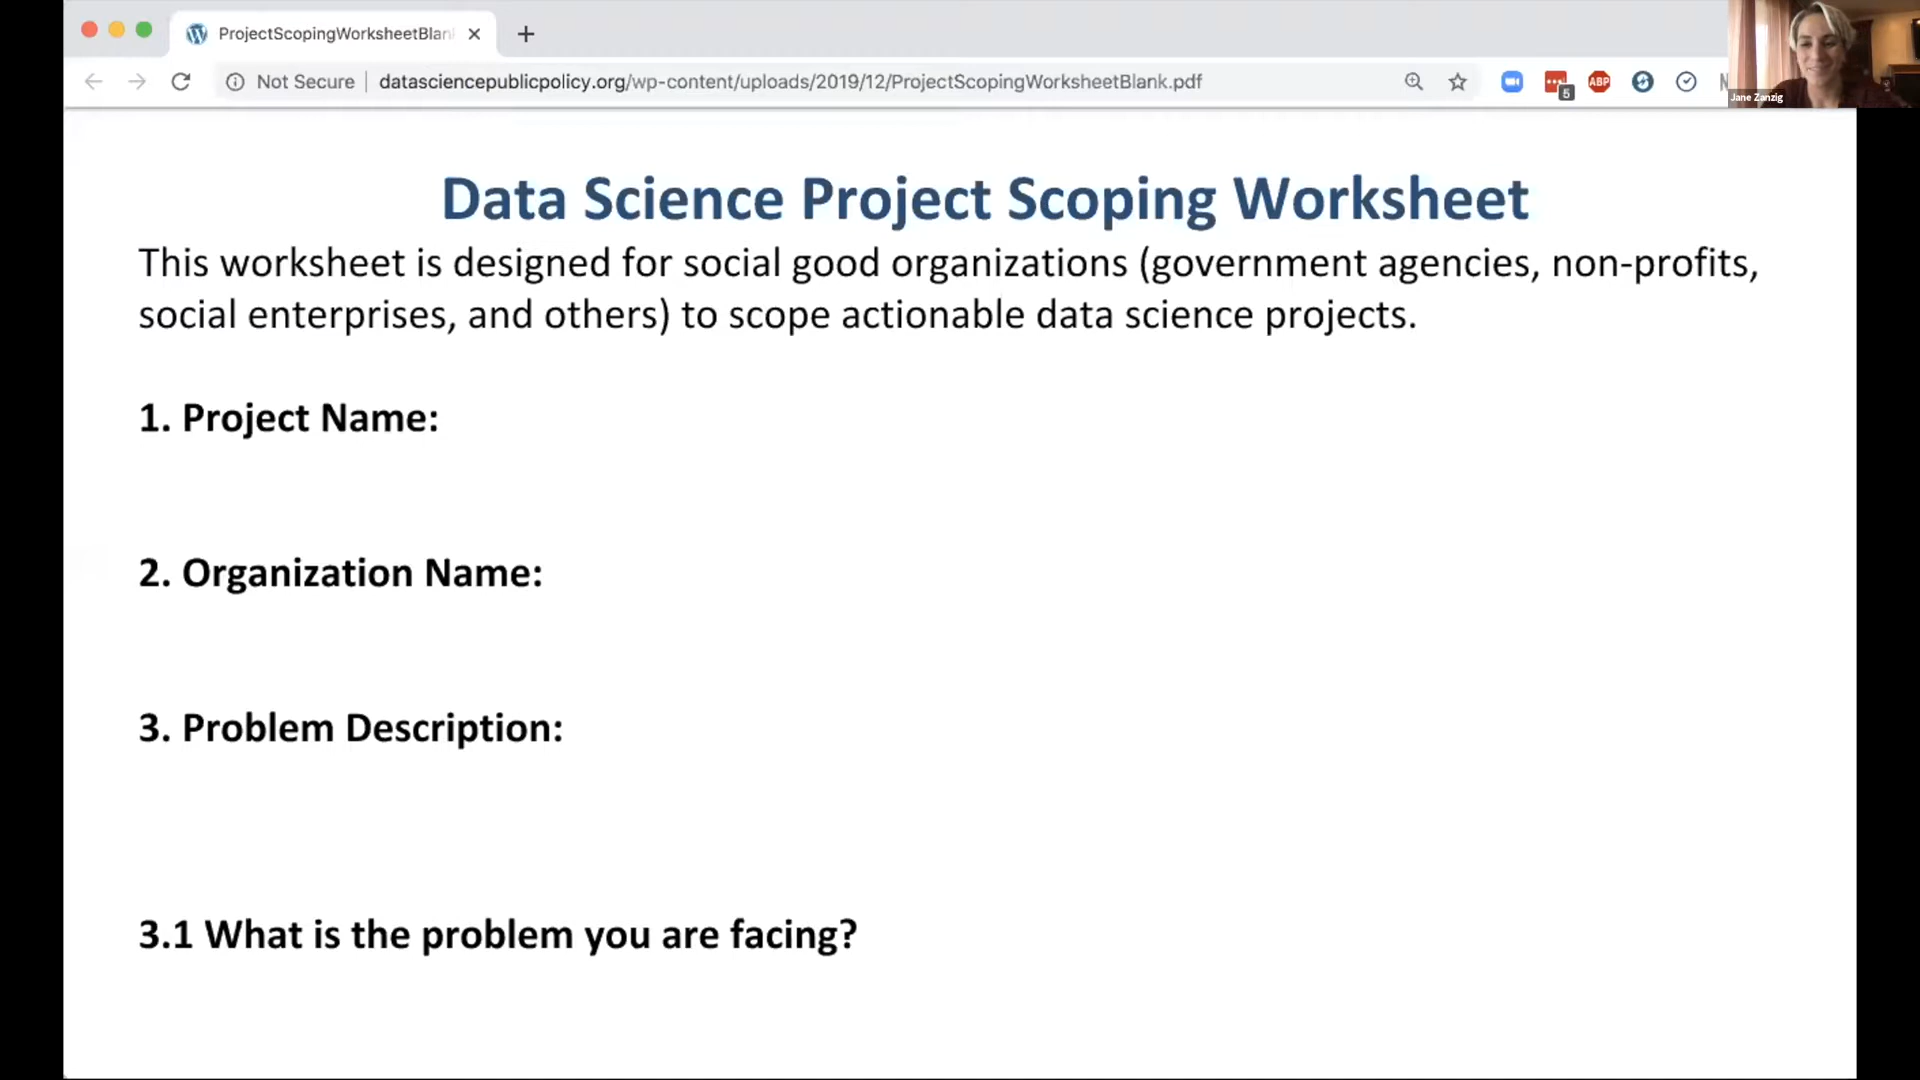 ProjectScopingWorksheetBlan
Not Secure | datasciencepublicpolicy.org/wp-content/uploads/2019/12/ProjectScopingWorksheetBlank.pdf
5
ABP
Jane Zanzig
Data Science Project Scoping Worksheet
This worksheet is designed for social good organizations (government agencies, non-profits,
social enterprises, and others) to scope actionable data science projects.
1. Project Name:
2. Organization Name:
3. Problem Description:
3.1 What is the problem you are facing?